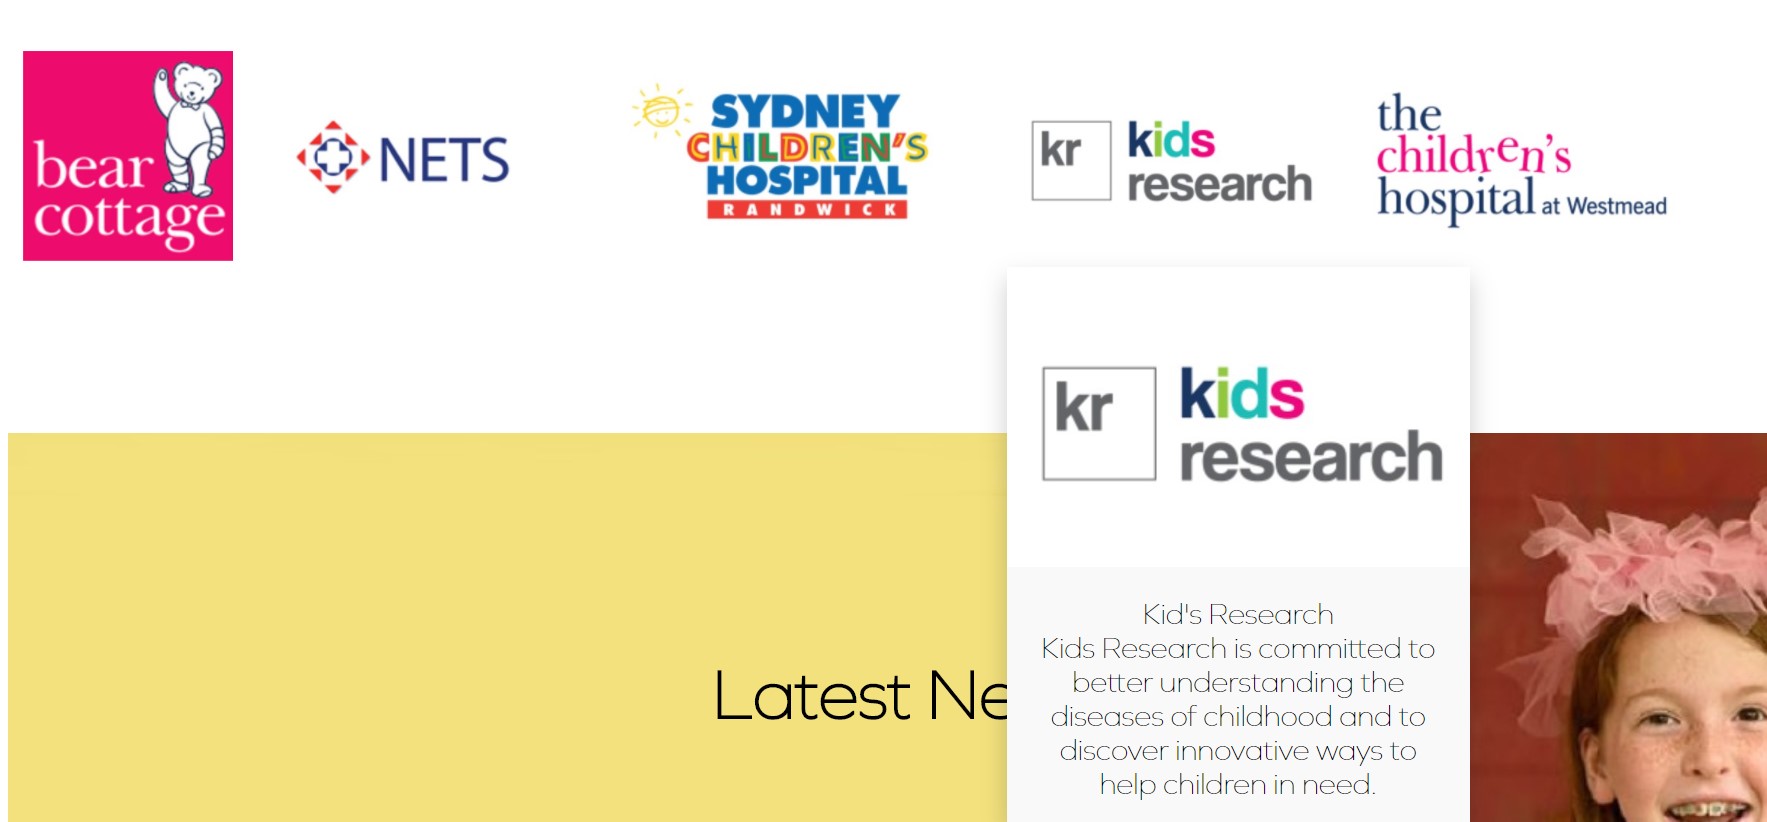 bear
cottage
NETS
SYDNEY
CHILDREN'S
HOSPITAL
RANDWICK
kr
kids
research
the
children's
hospital at Westmead
kr
kids
research
Kid's Research
Kids Research is committed to
better understanding the
diseases of childhood and to
discover innovative ways to
help children in need.
Latest